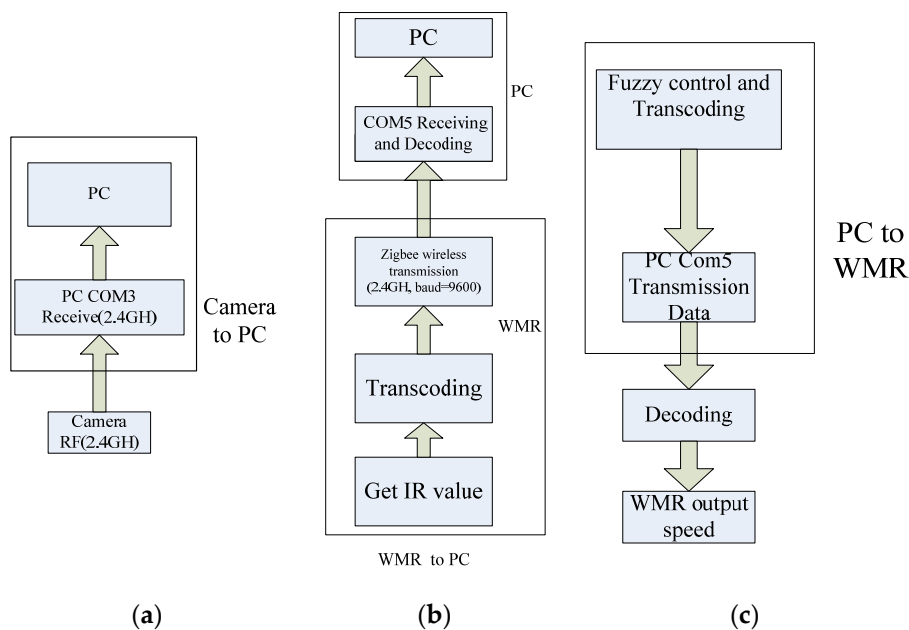 PC
PC COM3
Receive(2.4GH)
Camera
to PC
Camera
RF(2.4GH)
PC
COM5 Receiving
and Decoding
PC
Zigbee wireless
transmission
(2.4GH, baud=9600)
WMR
Transcoding
Get IR value
WMR to PC
Fuzzy control and
Transcoding
PC to
WMR
PC Com5
Transmission
Data
Decoding
WMR output
speed
(a)
(b)
(c)